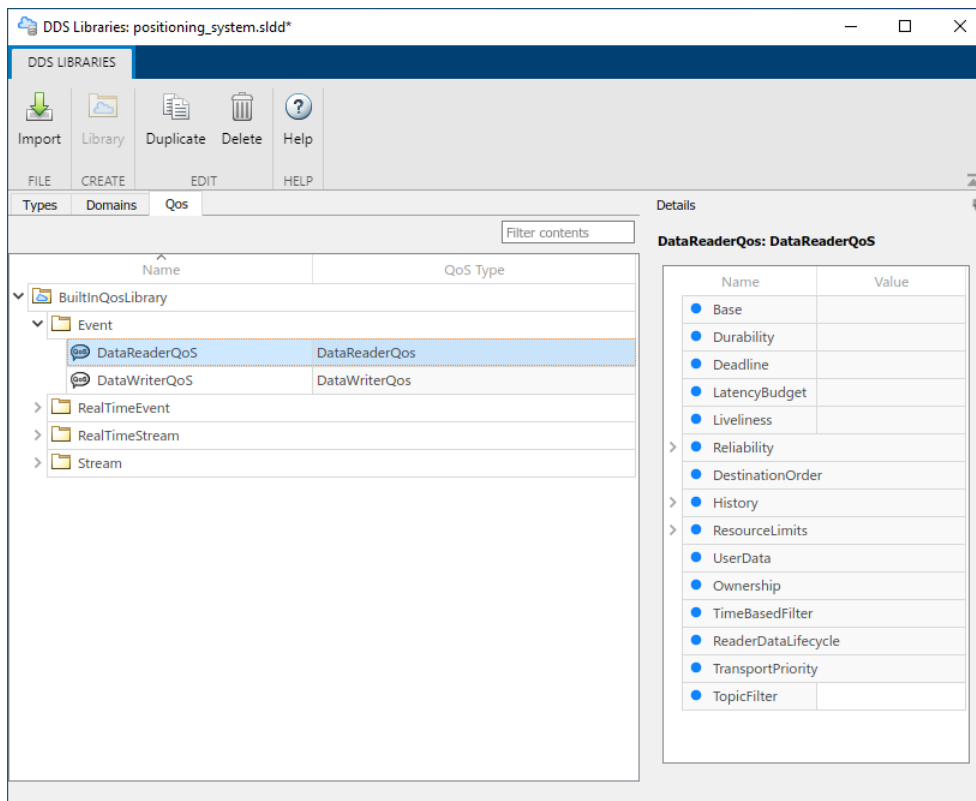 DDS Libraries: positioning_system.sldd*
DDS LIBRARIES
Import Library Duplicate Delete Help
FILE CREATE EDIT HELP
Types Domains Qos
Filter contents
Name QoS Type
BuiltInQosLibrary
Event
DataReaderQoS DataReaderQos
DataWriterQoS DataWriterQos
RealTimeEvent
RealTimeStream
Stream
Details
DataReaderQos: DataReaderQoS
Name Value
Base
Durability
Deadline
LatencyBudget
Liveliness
Reliability
DestinationOrder
History
ResourceLimits
UserData
Ownership
TimeBasedFilter
ReaderDataLifecycle
TransportPriority
TopicFilter